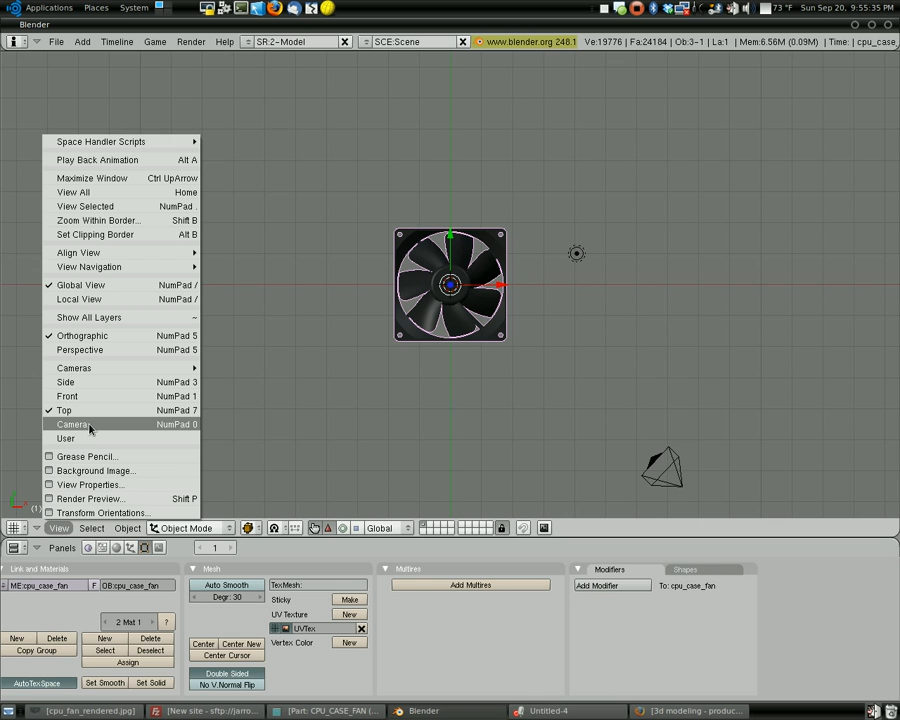 Applications Places System 73 °F Sun Sep 20, 9:55:35 PM
Blender
File Add Timeline Game Render Help SR:2-Model SCE:Scene www.blender.org 248.1 Ve:19776 | Fa:24184 | Ob:3-1 | La:1 | Mem:6.56M (0.09M) | Time: | cpu_case
Space Handler Scripts
Play Back Animation Alt A
Maximize Window Ctrl UpArrow
View All Home
View Selected NumPad .
Zoom Within Border... Shift B
Set Clipping Border Alt B
Align View
View Navigation
Global View NumPad /
Local View NumPad /
Show All Layers ~
Orthographic NumPad 5
Perspective NumPad 5
Cameras
Side NumPad 3
Front NumPad 1
Top NumPad 7
Camera NumPad 0
User
Grease Pencil...
Background Image...
View Properties...
Render Preview... Shift P
Transform Orientations...
(1)
View Select Object Object Mode Global
Panels 1
Link and Materials Mesh Multires Modifiers Shapes
ME:cpu_case_fan F OB:cpu_case_fan Auto Smooth TexMesh: Add Multires Add Modifier To: cpu_case_fan
Degr: 30 Sticky Make
UV Texture New
2 Mat 1 ? UVTex
New Delete New Delete Center Center New Vertex Color New
Copy Group Select Deselect Center Cursor
Assign
Double Sided
AutoTexSpace Set Smooth Set Solid No V.Normal Flip
[cpu_fan_rendered.jpg] [New site - sftp://jarro... [Part: CPU_CASE_FAN (... Blender Untitled-4 [3d modeling - produc...